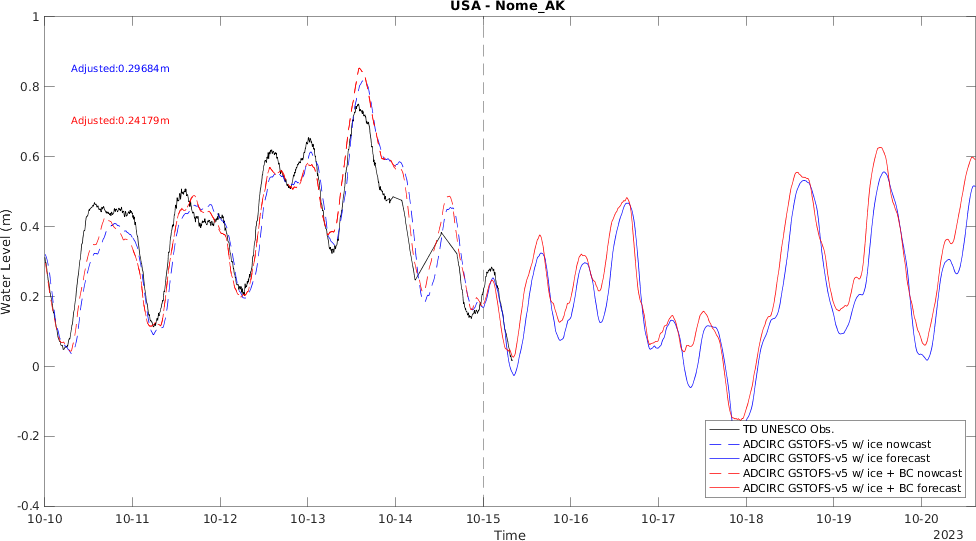 USA - Nome_AK
1
0.8
0.6
0.4
0.2
0
-0.2
-0.4
Water Level (m)
Adjusted:0.29684m
Adjusted:0.24179m
TD UNESCO Obs.
ADCIRC GSTOFS-v5 w/ ice nowcast
ADCIRC GSTOFS-v5 w/ ice forecast
ADCIRC GSTOFS-v5 w/ ice + BC nowcast
ADCIRC GSTOFS-v5 w/ ice + BC forecast
10-10 10-11 10-12 10-13 10-14 10-15 10-16 10-17 10-18 10-19 10-20
Time
2023